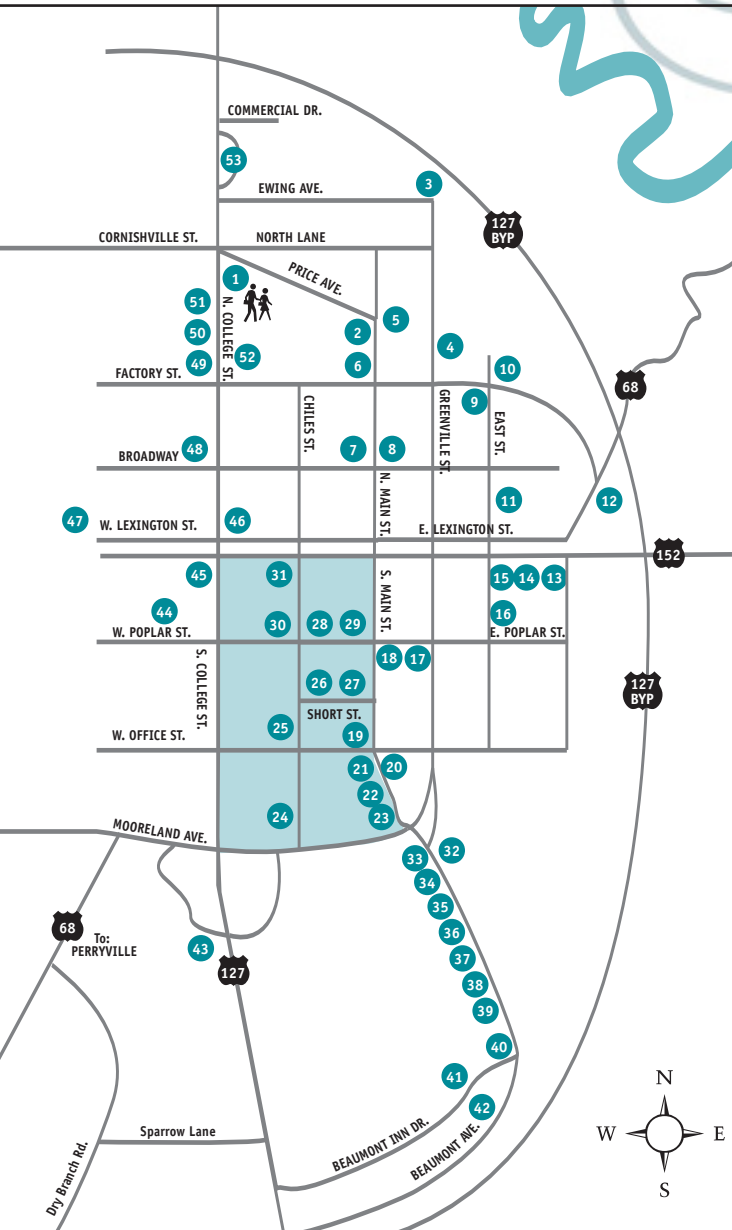 COMMERCIAL DR.
53
EWING AVE.
3
127
BYP
CORNISHVILLE ST.
NORTH LANE
PRICE AVE.
1
51
N. COLLEGE ST.
5
50
2
4
52
49
6
10
68
FACTORY ST.
9
CHILES ST.
GREENVILLE ST.
EAST ST.
48
7
8
BROADWAY
N. MAIN ST.
11
12
47
W. LEXINGTON ST.
46
E. LEXINGTON ST.
152
45
31
S. MAIN ST.
15
14
13
44
16
30
28
29
W. POPLAR ST.
E. POPLAR ST.
S. COLLEGE ST.
18
17
26
27
127
BYP
SHORT ST.
25
19
W. OFFICE ST.
21
20
22
24
23
MOORELAND AVE.
33
32
34
35
68
To:
PERRYVILLE
36
43
37
127
38
39
40
41
42
N
W
E
S
Sparrow Lane
BEAUMONT INN DR.
BEAUMONT AVE.
Dry Branch Rd.